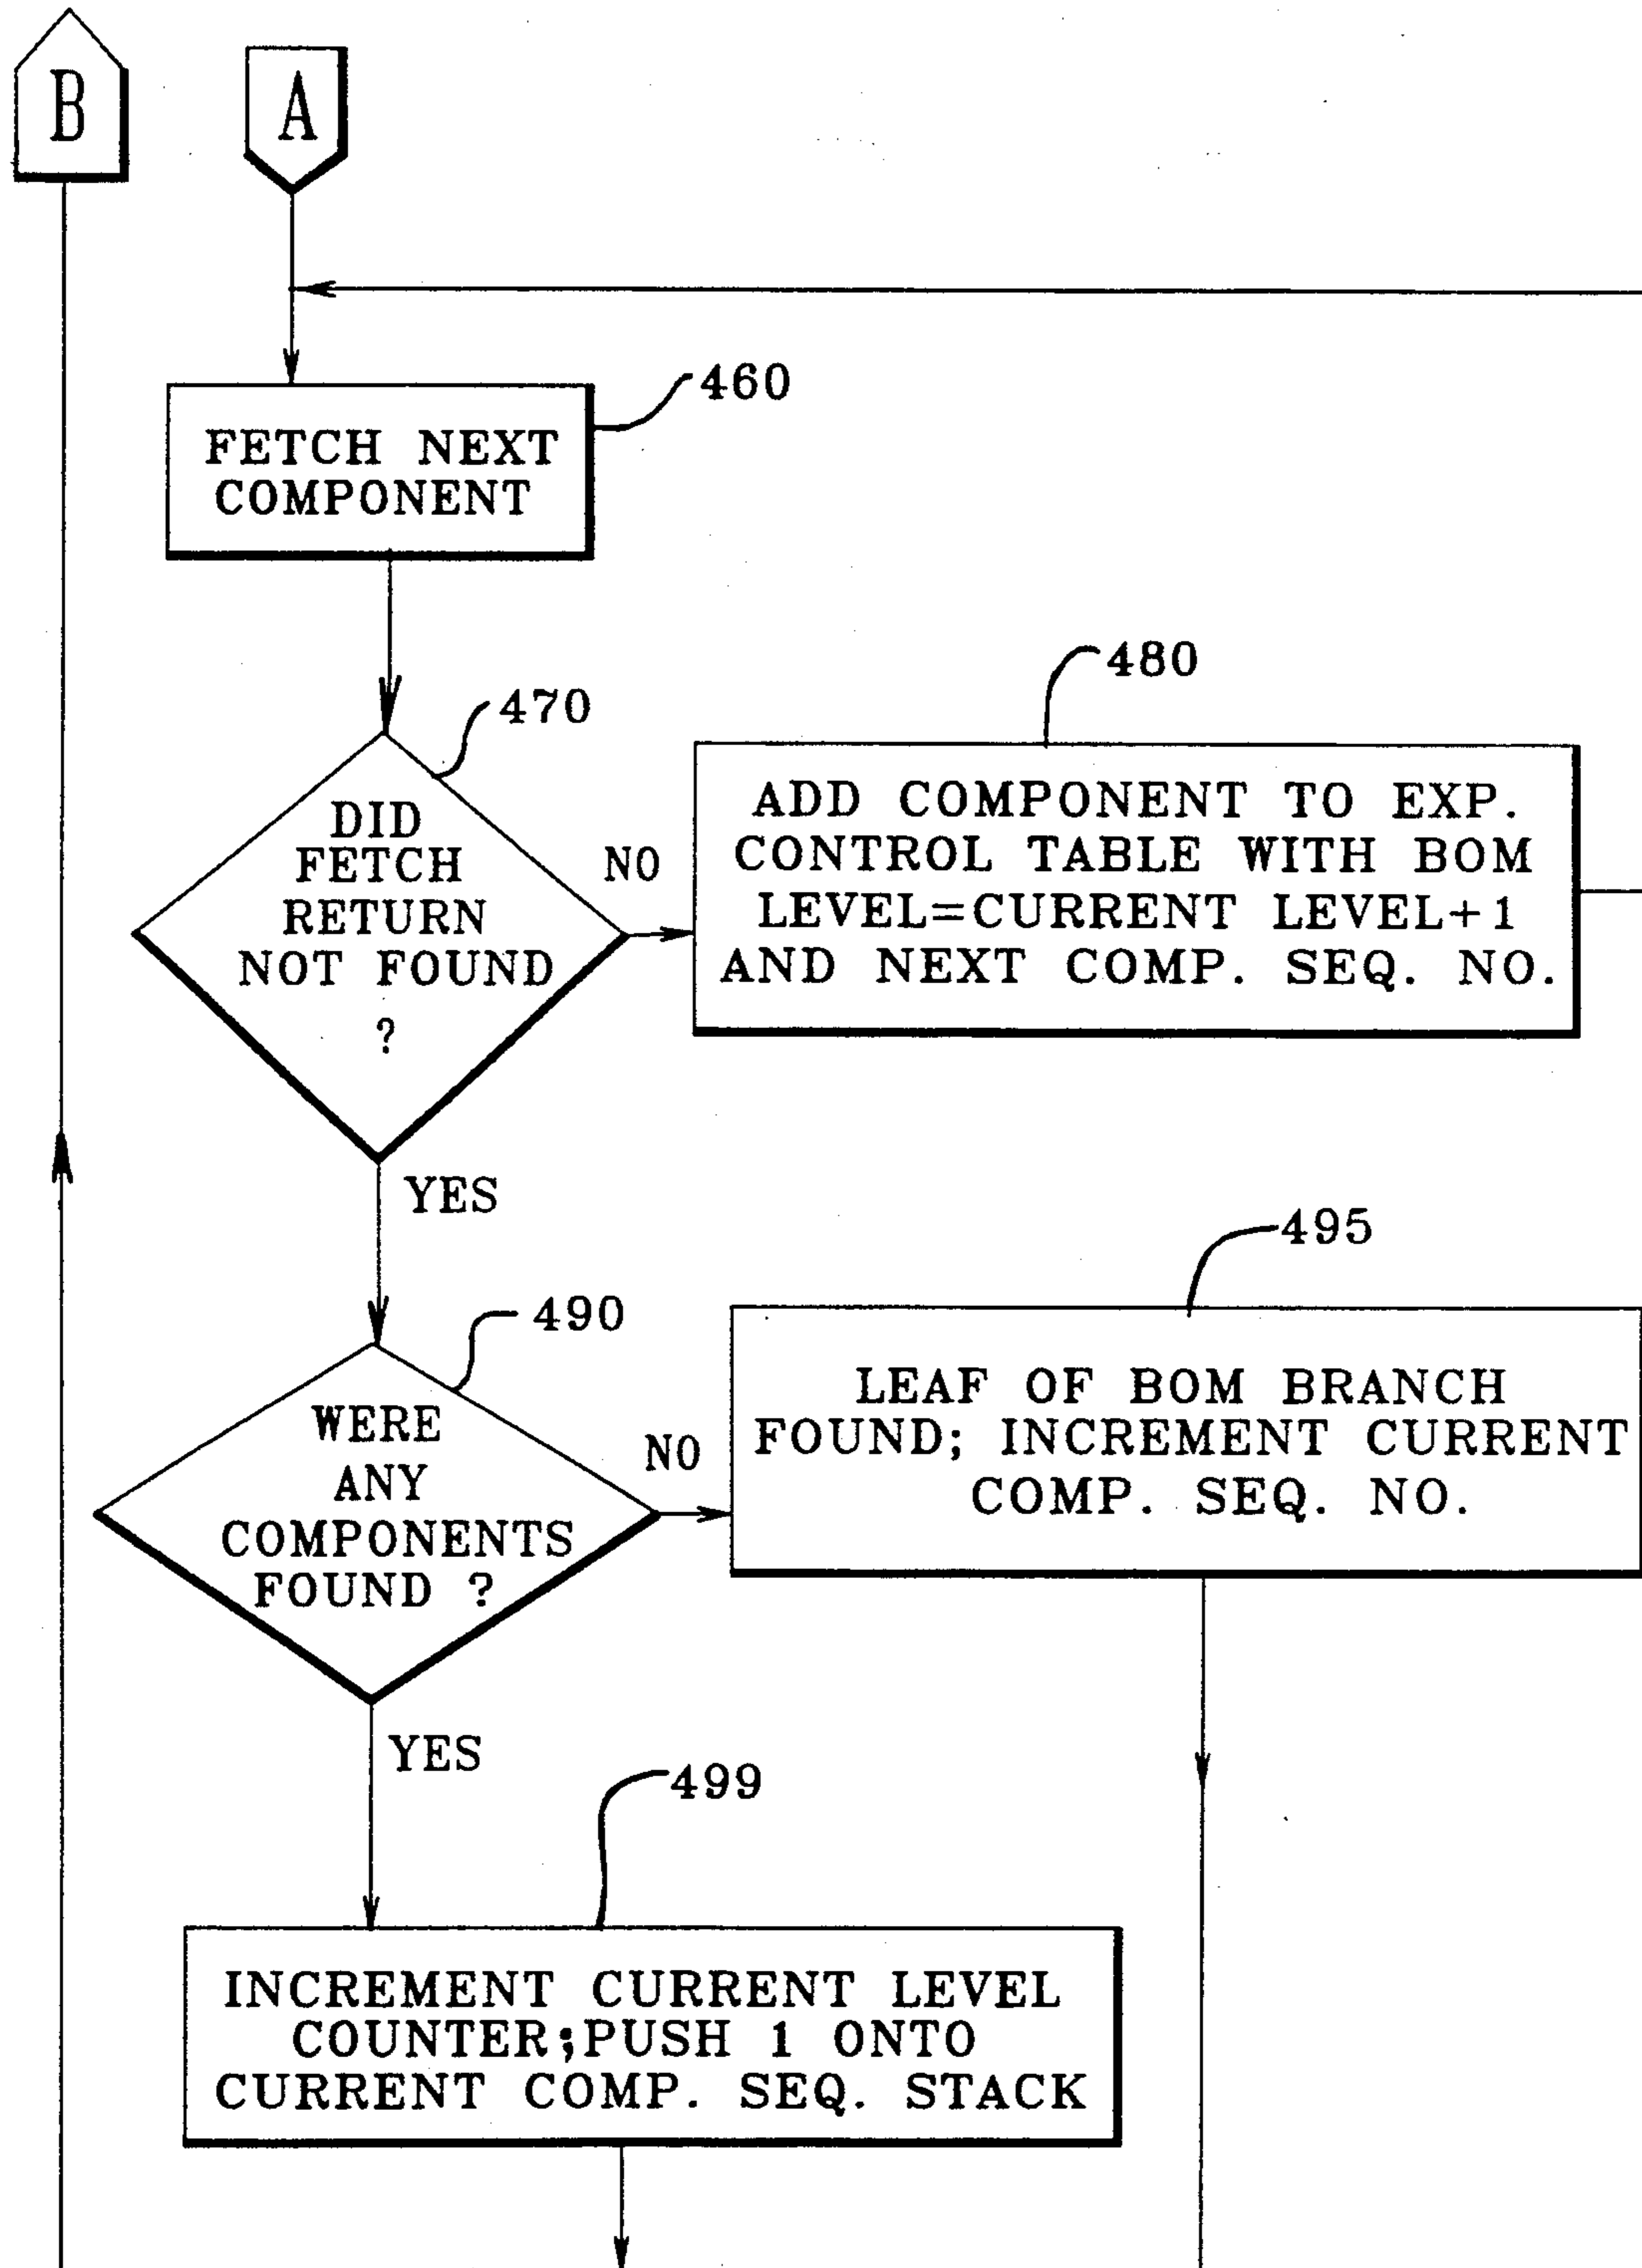 B
A
460
FETCH NEXT
COMPONENT
470
DID
FETCH
RETURN
NOT FOUND
?
NO
480
ADD COMPONENT TO EXP.
CONTROL TABLE WITH BOM
LEVEL=CURRENT LEVEL+1
AND NEXT COMP. SEQ. NO.
YES
490
WERE
ANY
COMPONENTS
FOUND ?
NO
495
LEAF OF BOM BRANCH
FOUND; INCREMENT CURRENT
COMP. SEQ. NO.
YES
499
INCREMENT CURRENT LEVEL
COUNTER;PUSH 1 ONTO
CURRENT COMP. SEQ. STACK